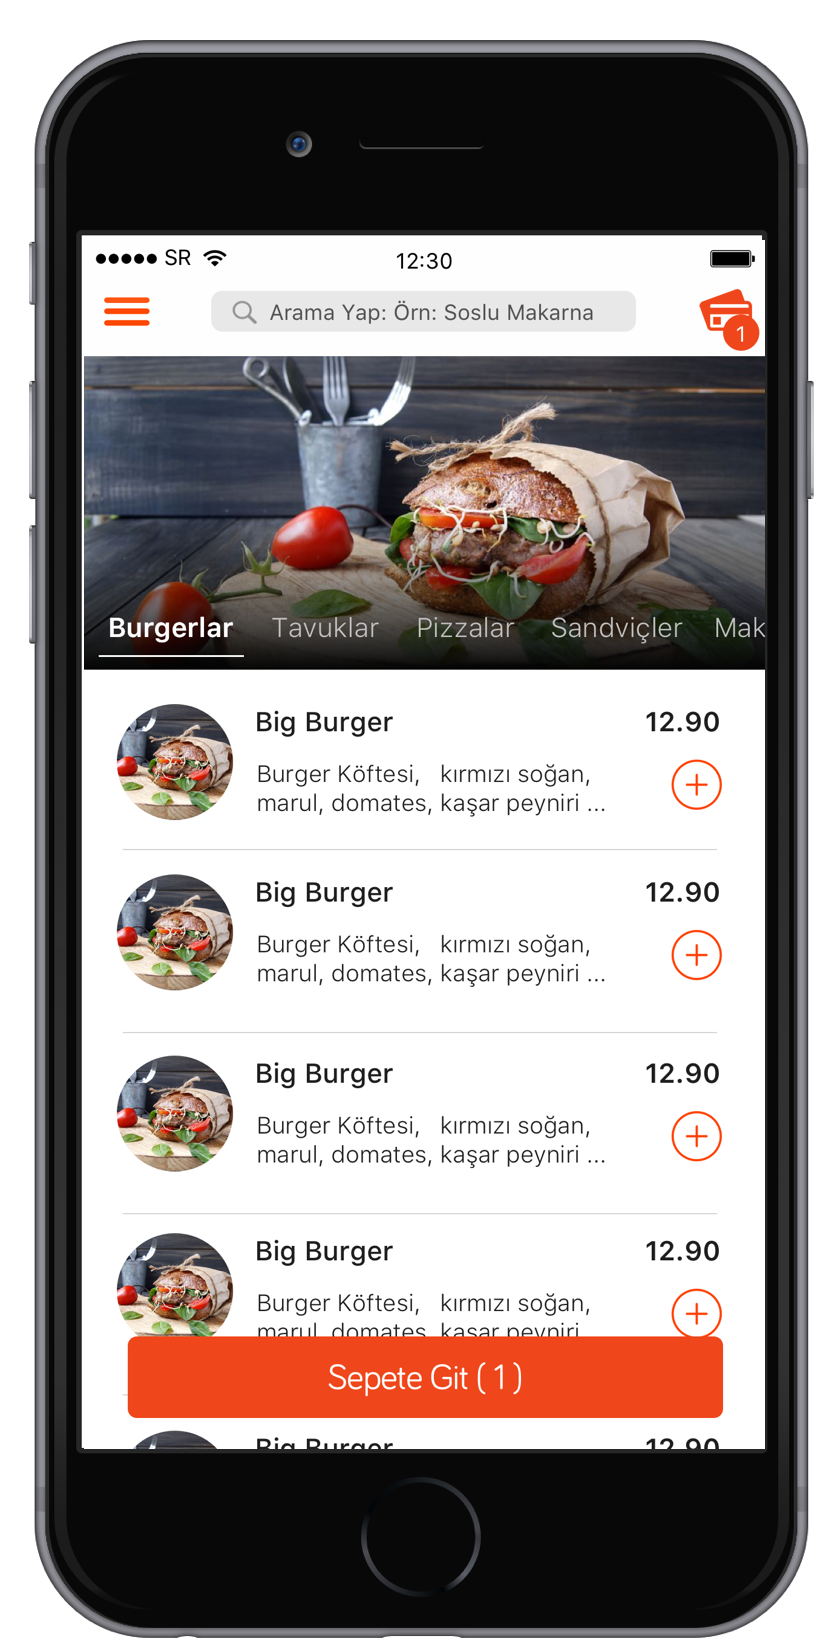 SR
12:30
Arama Yap: Örn: Soslu Makarna
1
Burgerlar Tavuklar Pizzalar Sandviçler Mak
Big Burger 12.90
Burger Köftesi, kırmızı soğan,
marul, domates, kaşar peyniri ...
Big Burger 12.90
Burger Köftesi, kırmızı soğan,
marul, domates, kaşar peyniri ...
Big Burger 12.90
Burger Köftesi, kırmızı soğan,
marul, domates, kaşar peyniri ...
Big Burger 12.90
Burger Köftesi, kırmızı soğan,
marul, domates, kaşar peyniri
Sepete Git ( 1 )
Big Burger 12.90